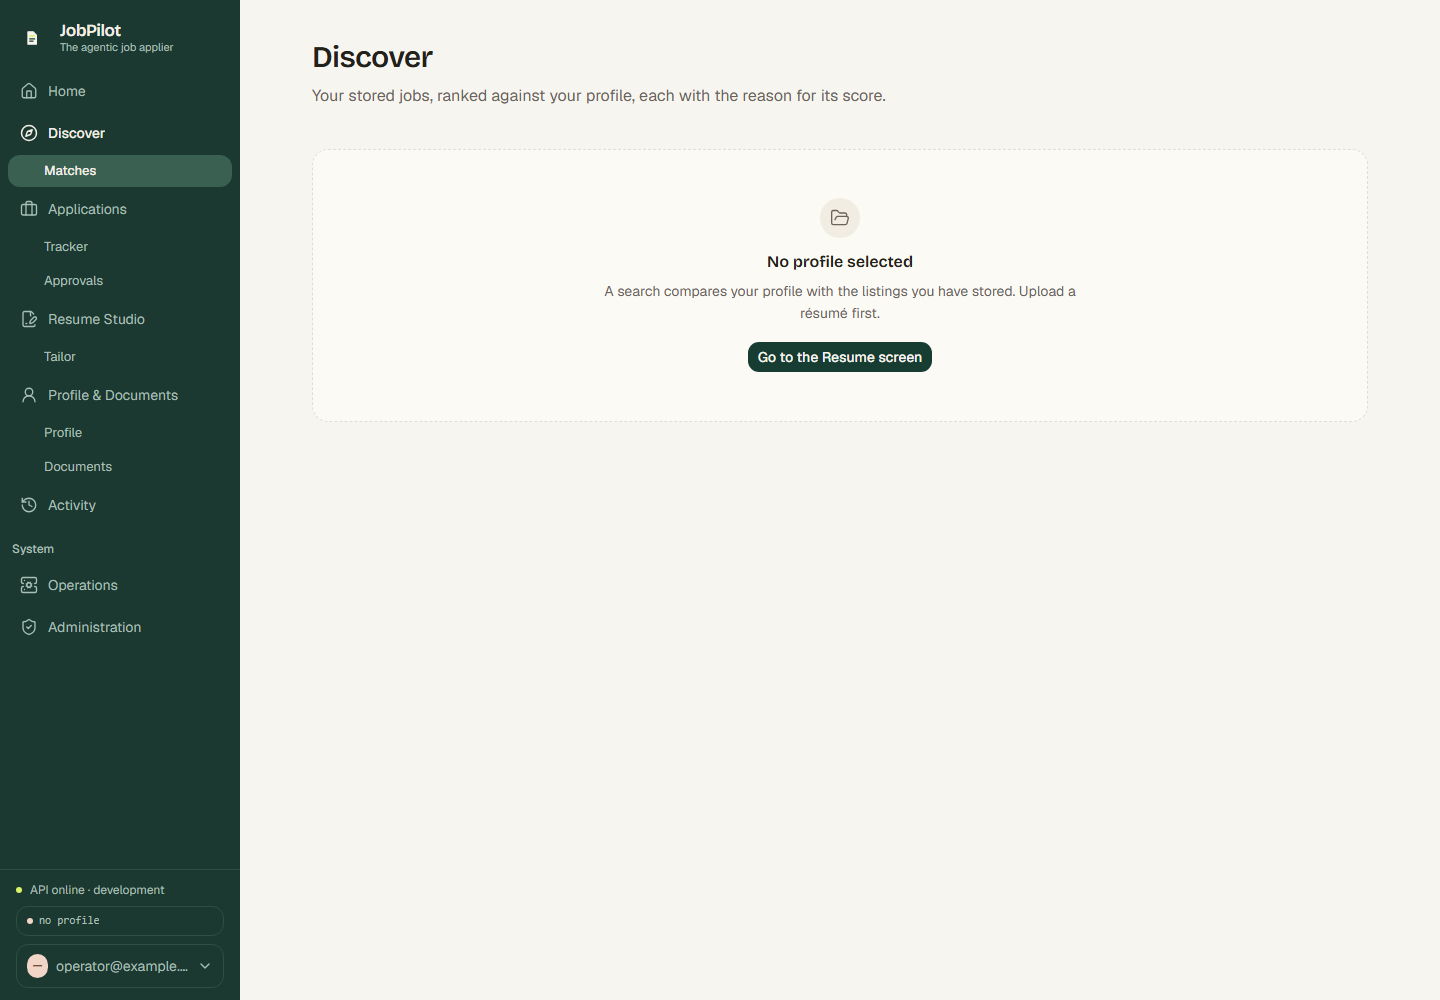 JobPilot
The agentic job applier
Home
Discover
Matches
Applications
Tracker
Approvals
Resume Studio
Tailor
Profile & Documents
Profile
Documents
Activity
System
Operations
Administration
API online · development
no profile
operator@example....
Discover
Your stored jobs, ranked against your profile, each with the reason for its score.
No profile selected
A search compares your profile with the listings you have stored. Upload a
résumé first.
Go to the Resume screen